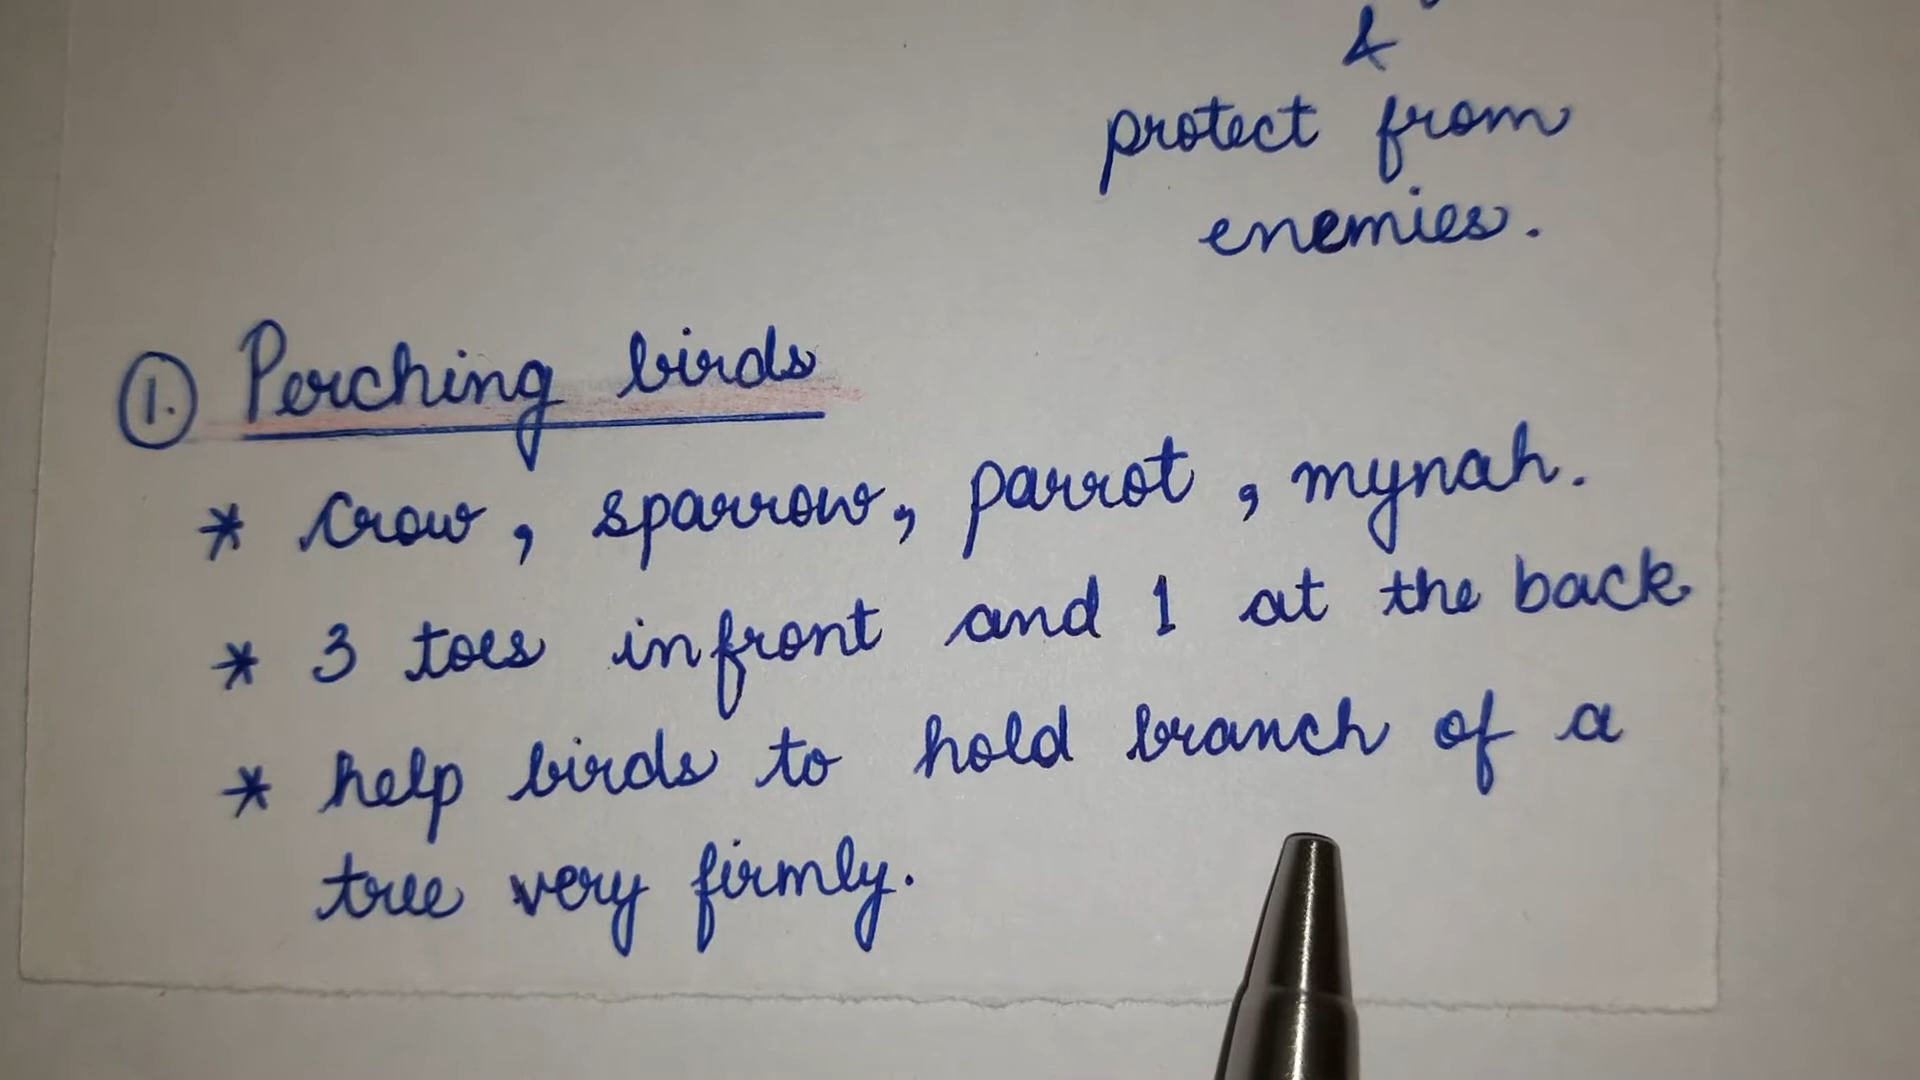 &
protect from
enemies.
1. Perching birds
* Crow, sparrow, parrot, mynah.
* 3 toes infront and 1 at the back
* help birds to hold branch of a
tree very firmly.